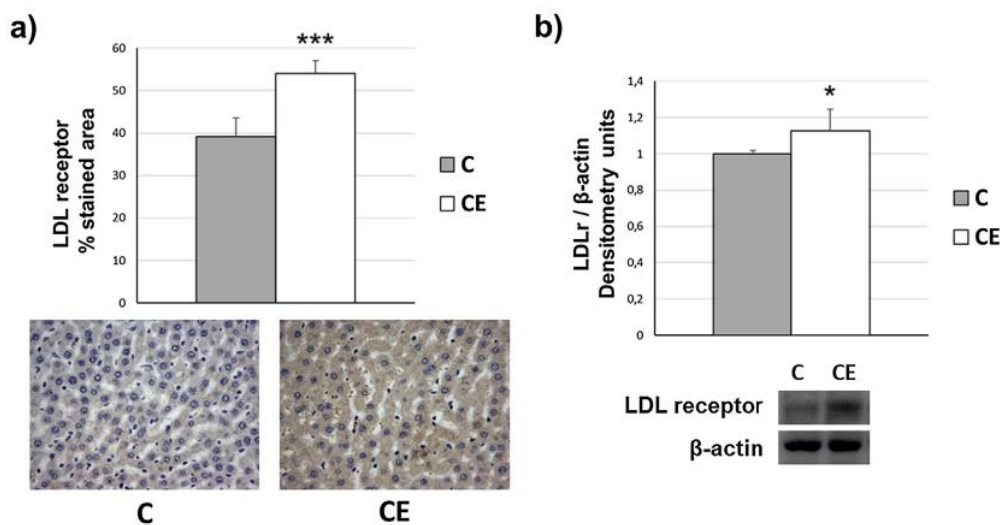 a)
***
60
50
40
30
20
10
0
LDL receptor
% stained area
C
CE
C
CE
b)
*
1,4
1,2
1
0,8
0,6
0,4
0,2
0
LDLr / β-actin
Densitometry units
C
CE
C CE
LDL receptor
β-actin